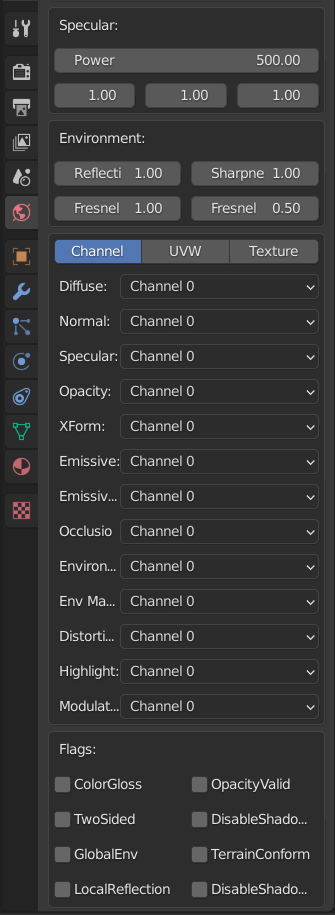 Specular:
Power 500.00
1.00 1.00 1.00
Environment:
Reflecti 1.00 Sharpne 1.00
Fresnel 1.00 Fresnel 0.50
Channel UVW Texture
Diffuse: Channel 0
Normal: Channel 0
Specular: Channel 0
Opacity: Channel 0
XForm: Channel 0
Emissive: Channel 0
Emissiv... Channel 0
Occlusio Channel 0
Environ... Channel 0
Env Ma... Channel 0
Distorti... Channel 0
Highlight: Channel 0
Modulat... Channel 0
Flags:
ColorGloss OpacityValid
TwoSided DisableShado...
GlobalEnv TerrainConform
LocalReflection DisableShado...